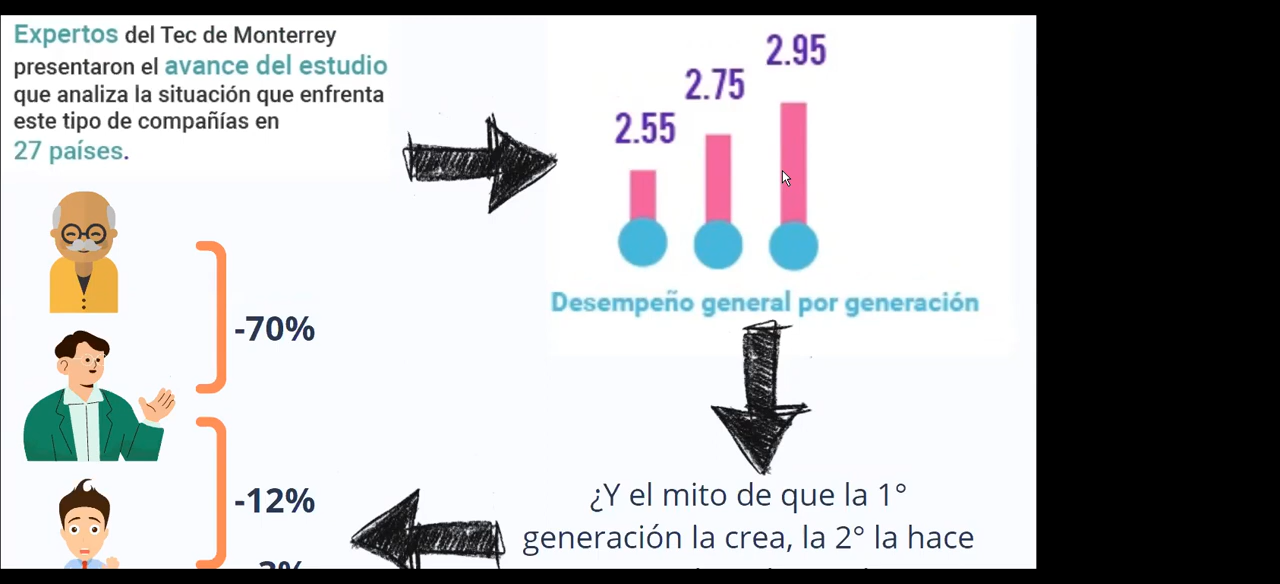 Expertos del Tec de Monterrey
presentaron el avance del estudio
que analiza la situación que enfrenta
este tipo de compañías en
27 países.
2.55
2.75
2.95
Desempeño general por generación
¿Y el mito de que la 1°
generación la crea, la 2° la hace
-70%
-12%